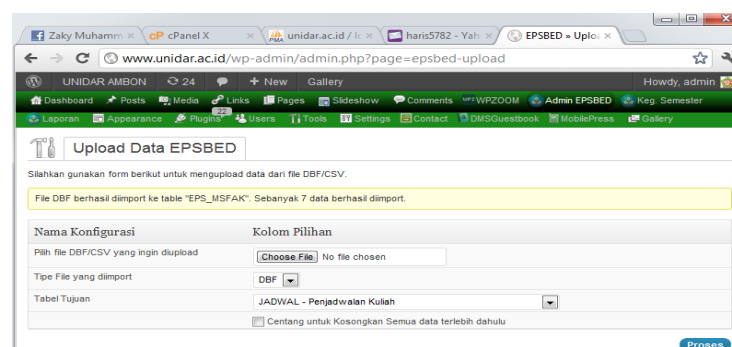 Zaky Muhamm × cP cPanel X × unidar.ac.id / lc × haris5782 - Yah × EPSBED » Uploa ×
www.unidar.ac.id/wp-admin/admin.php?page=epsbed-upload
UNIDAR AMBON 24 + New Gallery Howdy, admin
Dashboard Posts Media Links Pages Slideshow Comments WPZ WPZOOM Admin EPSBED Keg. Semester
Laporan Appearance Plugins 22 Users Tools Settings Contact DMSGuestbook MobilePress Gallery
Upload Data EPSBED
Silahkan gunakan form berikut untuk mengupload data dari file DBF/CSV.
File DBF berhasil diimport ke table "EPS_MSFAK". Sebanyak 7 data berhasil diimport.
Nama Konfigurasi Kolom Pilihan
Pilih file DBF/CSV yang ingin diupload Choose File No file chosen
Tipe File yang diimport DBF
Tabel Tujuan JADWAL - Penjadwalan Kuliah
Centang untuk Kosongkan Semua data terlebih dahulu
Proses